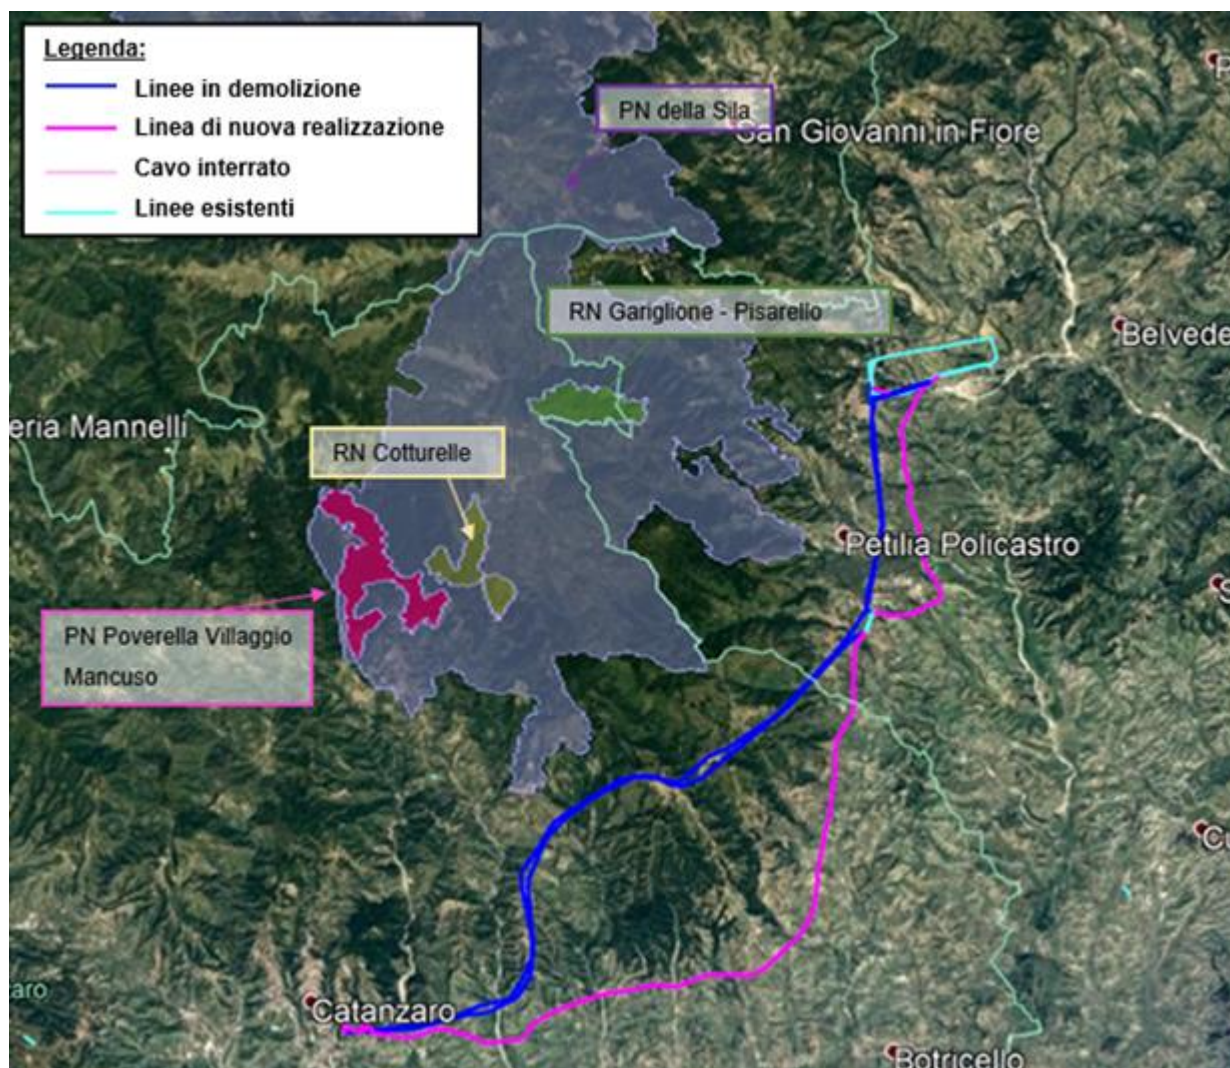 Legenda:
Linee in demolizione
Linea di nuova realizzazione
Cavo interrato
Linee esistenti
PN della Sila
San Giovanni in Fiore
RN Gariglione - Pisarello
Belvede
eria Mannelli
RN Cotturelle
Petilia Policastro
PN Poverella Villaggio
Mancuso
aro
Catanzaro
Botricello